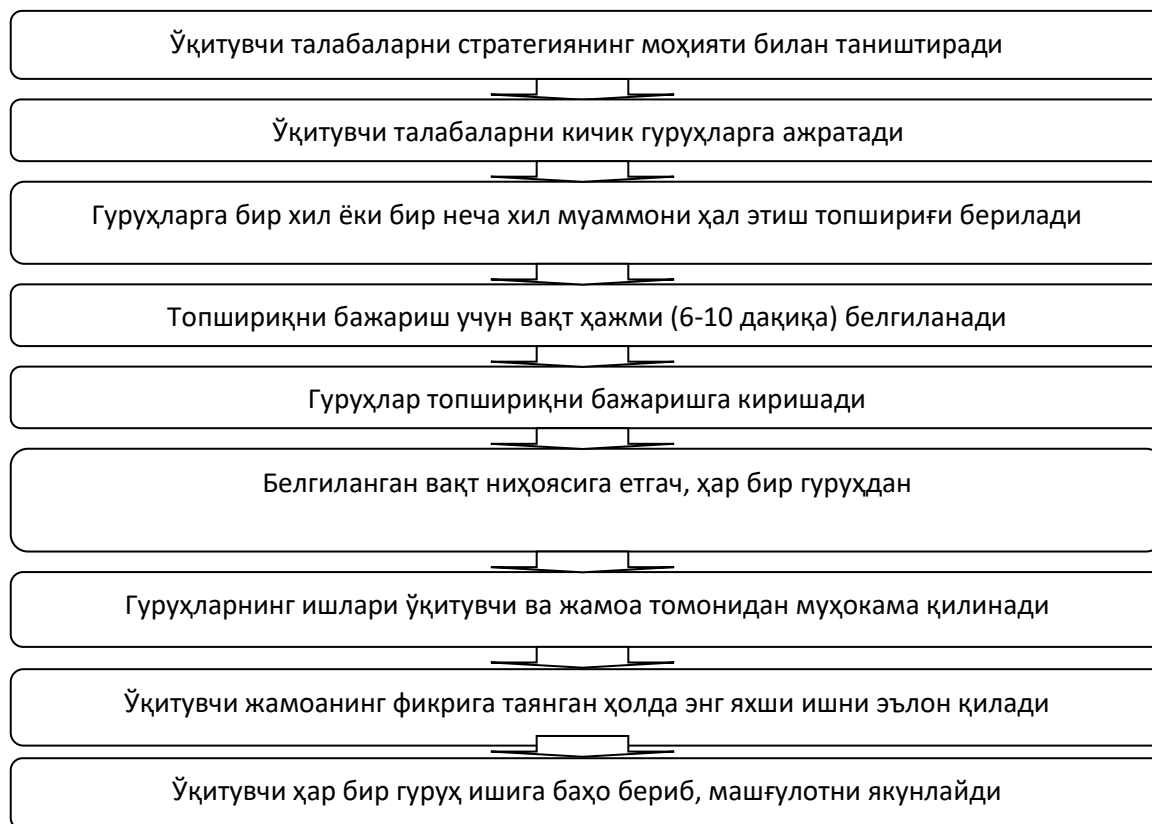 Ўқитувчи талабаларни стратегиянинг моҳияти билан таништиради
Ўқитувчи талабаларни кичик гуруҳларга ажратади
Гуруҳларга бир хил ёки бир неча хил муаммони ҳал этиш топшириғи берилади
Топшириқни бажариш учун вақт ҳажми (6-10 дақиқа) белгиланади
Гуруҳлар топшириқни бажаришга киришади
Белгиланган вақт ниҳоясига етгач, ҳар бир гуруҳдан
Гуруҳларнинг ишлари ўқитувчи ва жамоа томонидан муҳокама қилинади
Ўқитувчи жамоанинг фикрига таянган ҳолда энг яхши ишни эълон қилади
Ўқитувчи ҳар бир гуруҳ ишига баҳо бериб, машғулотни якунлайди